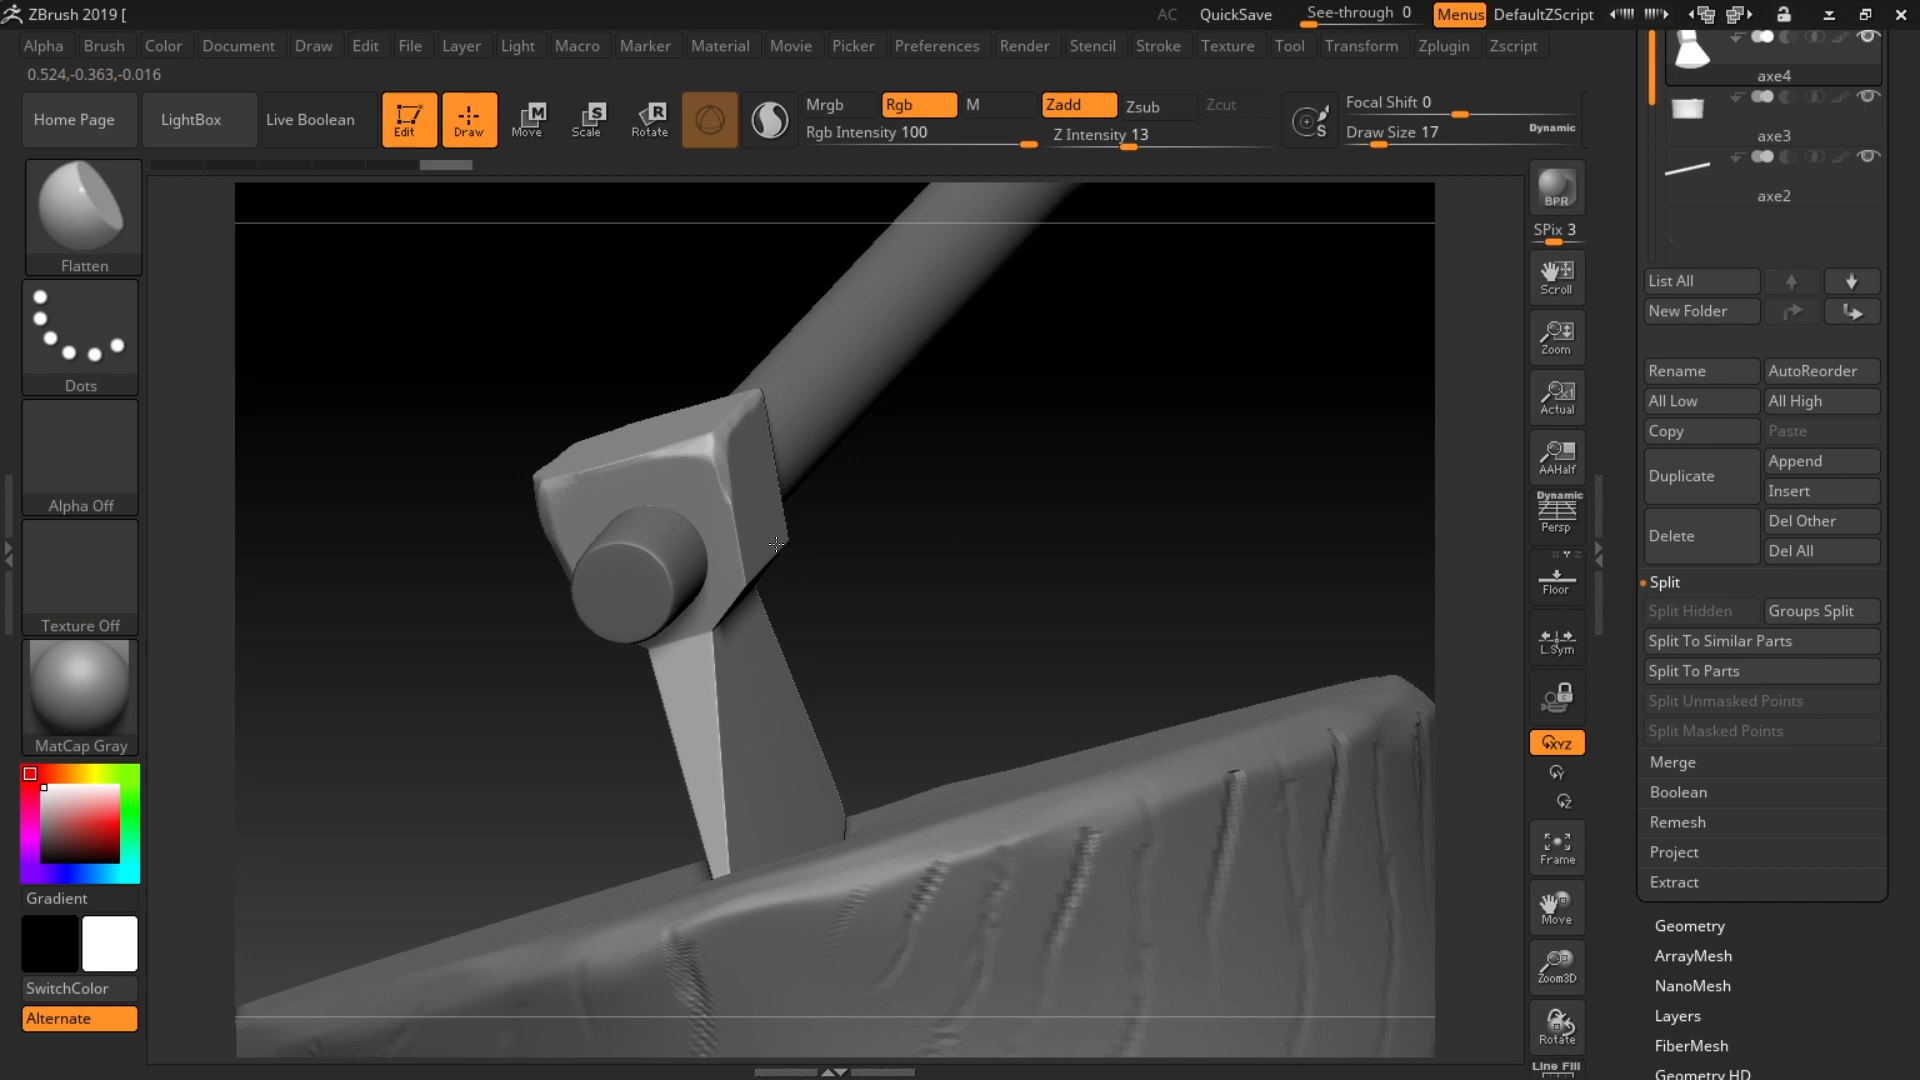 ZBrush 2019 [
AC QuickSave See-through 0 Menus DefaultZScript
Alpha Brush Color Document Draw Edit File Layer Light Macro Marker Material Movie Picker Preferences Render Stencil Stroke Texture Tool Transform Zplugin Zscript
0.524,-0.363,-0.016
Home Page LightBox Live Boolean Edit Draw Move Scale Rotate
Mrgb Rgb M Zadd Zsub Zcut
Rgb Intensity 100 Z Intensity 13
Focal Shift 0
Draw Size 17 Dynamic
S
S
R
Flatten
Dots
Alpha Off
Texture Off
MatCap Gray
Gradient
SwitchColor
Alternate
BPR
SPix 3
Scroll
Zoom
Actual
AAHalf
Dynamic
Persp
Floor
L.Sym
XYZ
Y
Z
Frame
Move
Zoom3D
Rotate
Line Fill
axe4
axe3
axe2
List All
New Folder
Rename AutoReorder
All Low All High
Copy Paste
Duplicate Append
Insert
Delete Del Other
Del All
Split
Split Hidden Groups Split
Split To Similar Parts
Split To Parts
Split Unmasked Points
Split Masked Points
Merge
Boolean
Remesh
Project
Extract
Geometry
ArrayMesh
NanoMesh
Layers
FiberMesh
Geometry HD